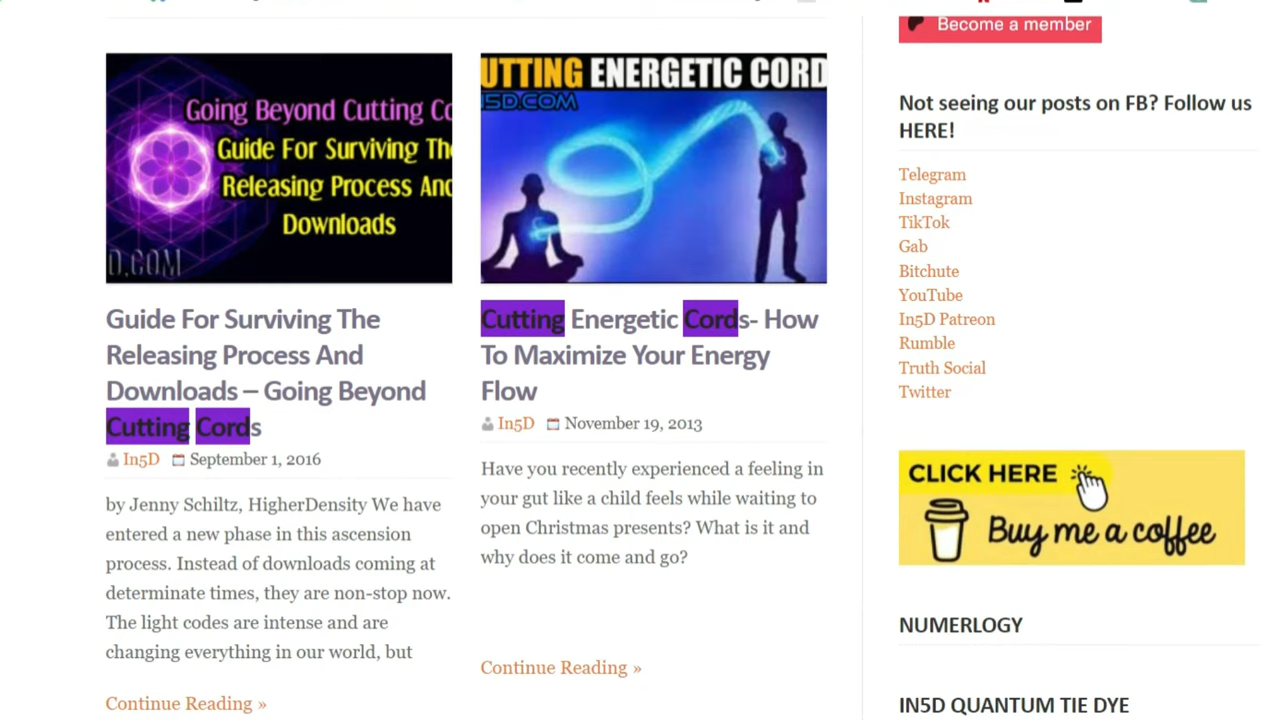 Going Beyond Cutting Co
Guide For Surviving The
Releasing Process And
Downloads
D.COM
Guide For Surviving The
Releasing Process And
Downloads – Going Beyond
Cutting Cords
In5D September 1, 2016
by Jenny Schiltz, HigherDensity We have
entered a new phase in this ascension
process. Instead of downloads coming at
determinate times, they are non-stop now.
The light codes are intense and are
changing everything in our world, but
Continue Reading »
UTTING ENERGETIC CORD
N5D.COM
Cutting Energetic Cords- How
To Maximize Your Energy
Flow
In5D November 19, 2013
Have you recently experienced a feeling in
your gut like a child feels while waiting to
open Christmas presents? What is it and
why does it come and go?
Continue Reading »
Become a member
Not seeing our posts on FB? Follow us
HERE!
Telegram
Instagram
TikTok
Gab
Bitchute
YouTube
In5D Patreon
Rumble
Truth Social
Twitter
CLICK HERE
Buy me a coffee
NUMERLOGY
IN5D QUANTUM TIE DYE